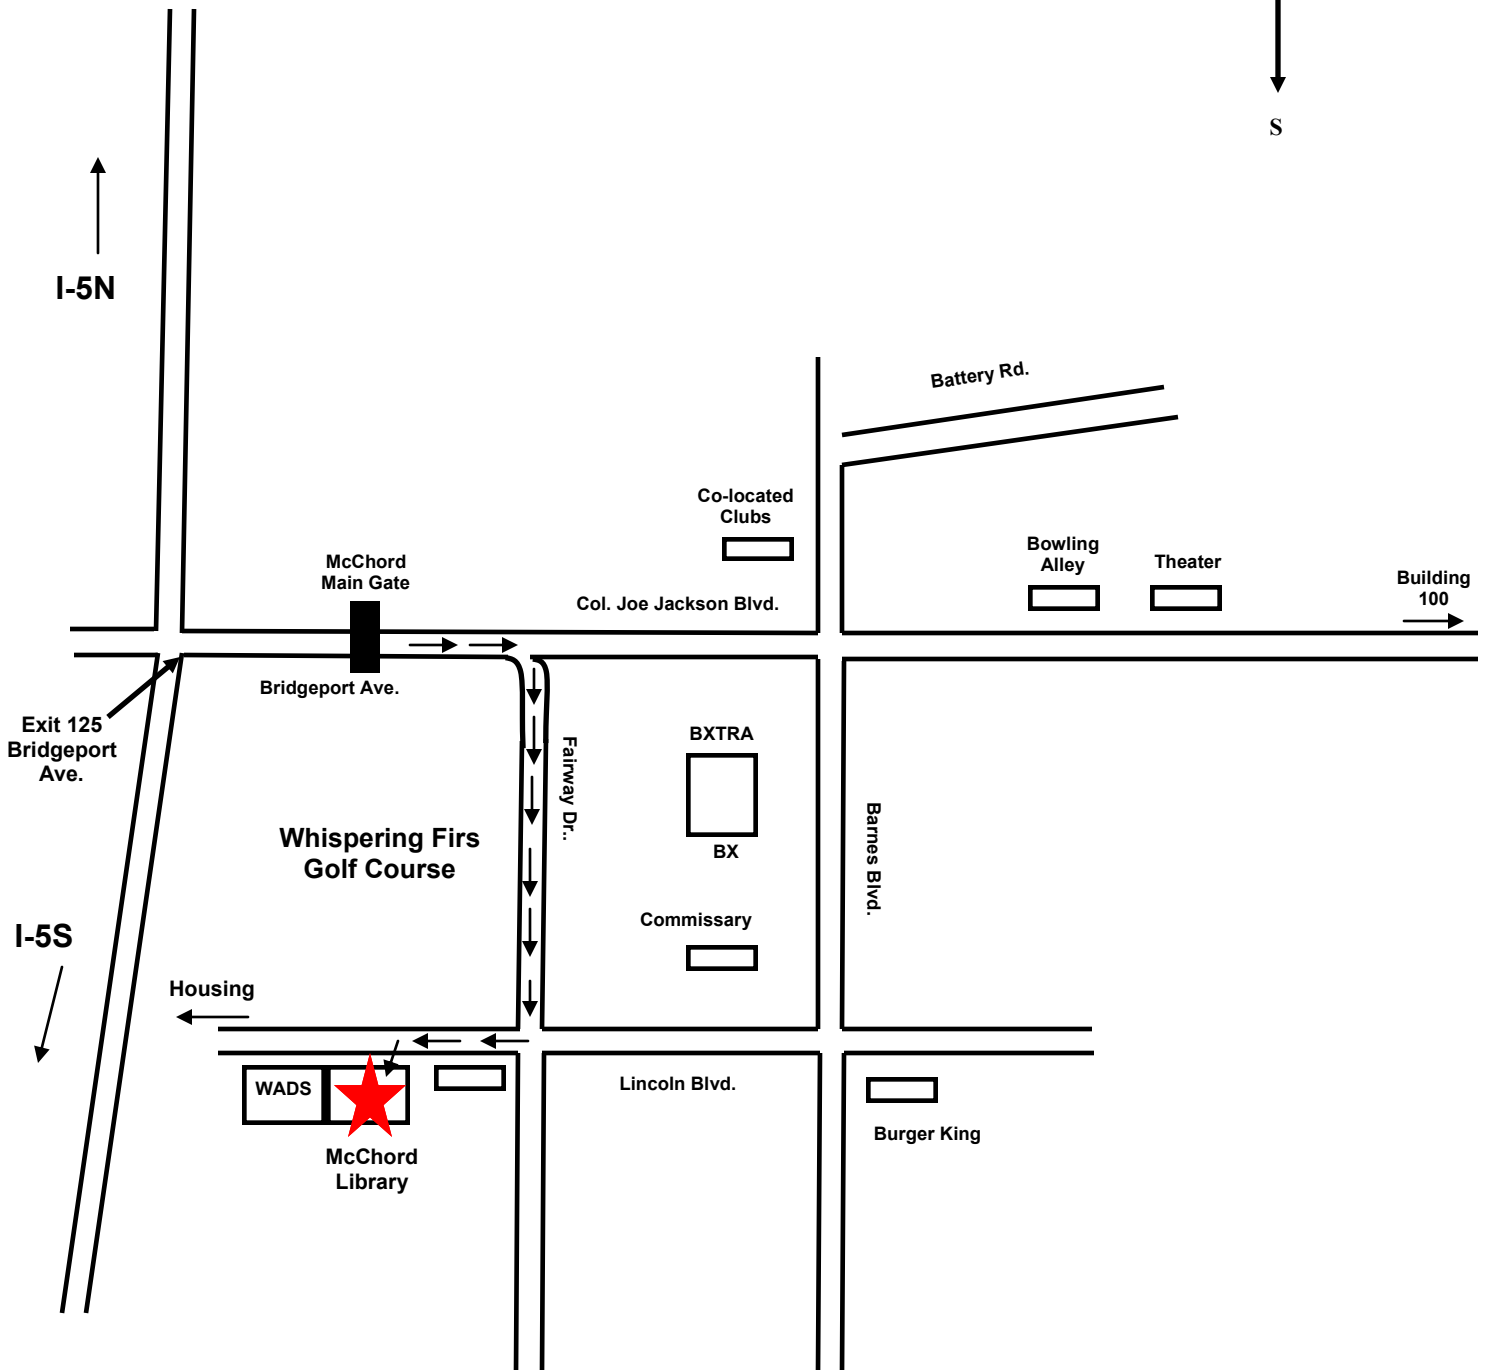 S
I-5N
Battery Rd.
Co-located
Clubs
Bowling
Alley
Theater
McChord
Main Gate
Building
100
Col. Joe Jackson Blvd.
Bridgeport Ave.
Exit 125
Bridgeport
Ave.
BXTRA
Fairway Dr..
Whispering Firs
Golf Course
BX
Barnes Blvd.
Commissary
I-5S
Housing
WADS
Lincoln Blvd.
Burger King
McChord
Library